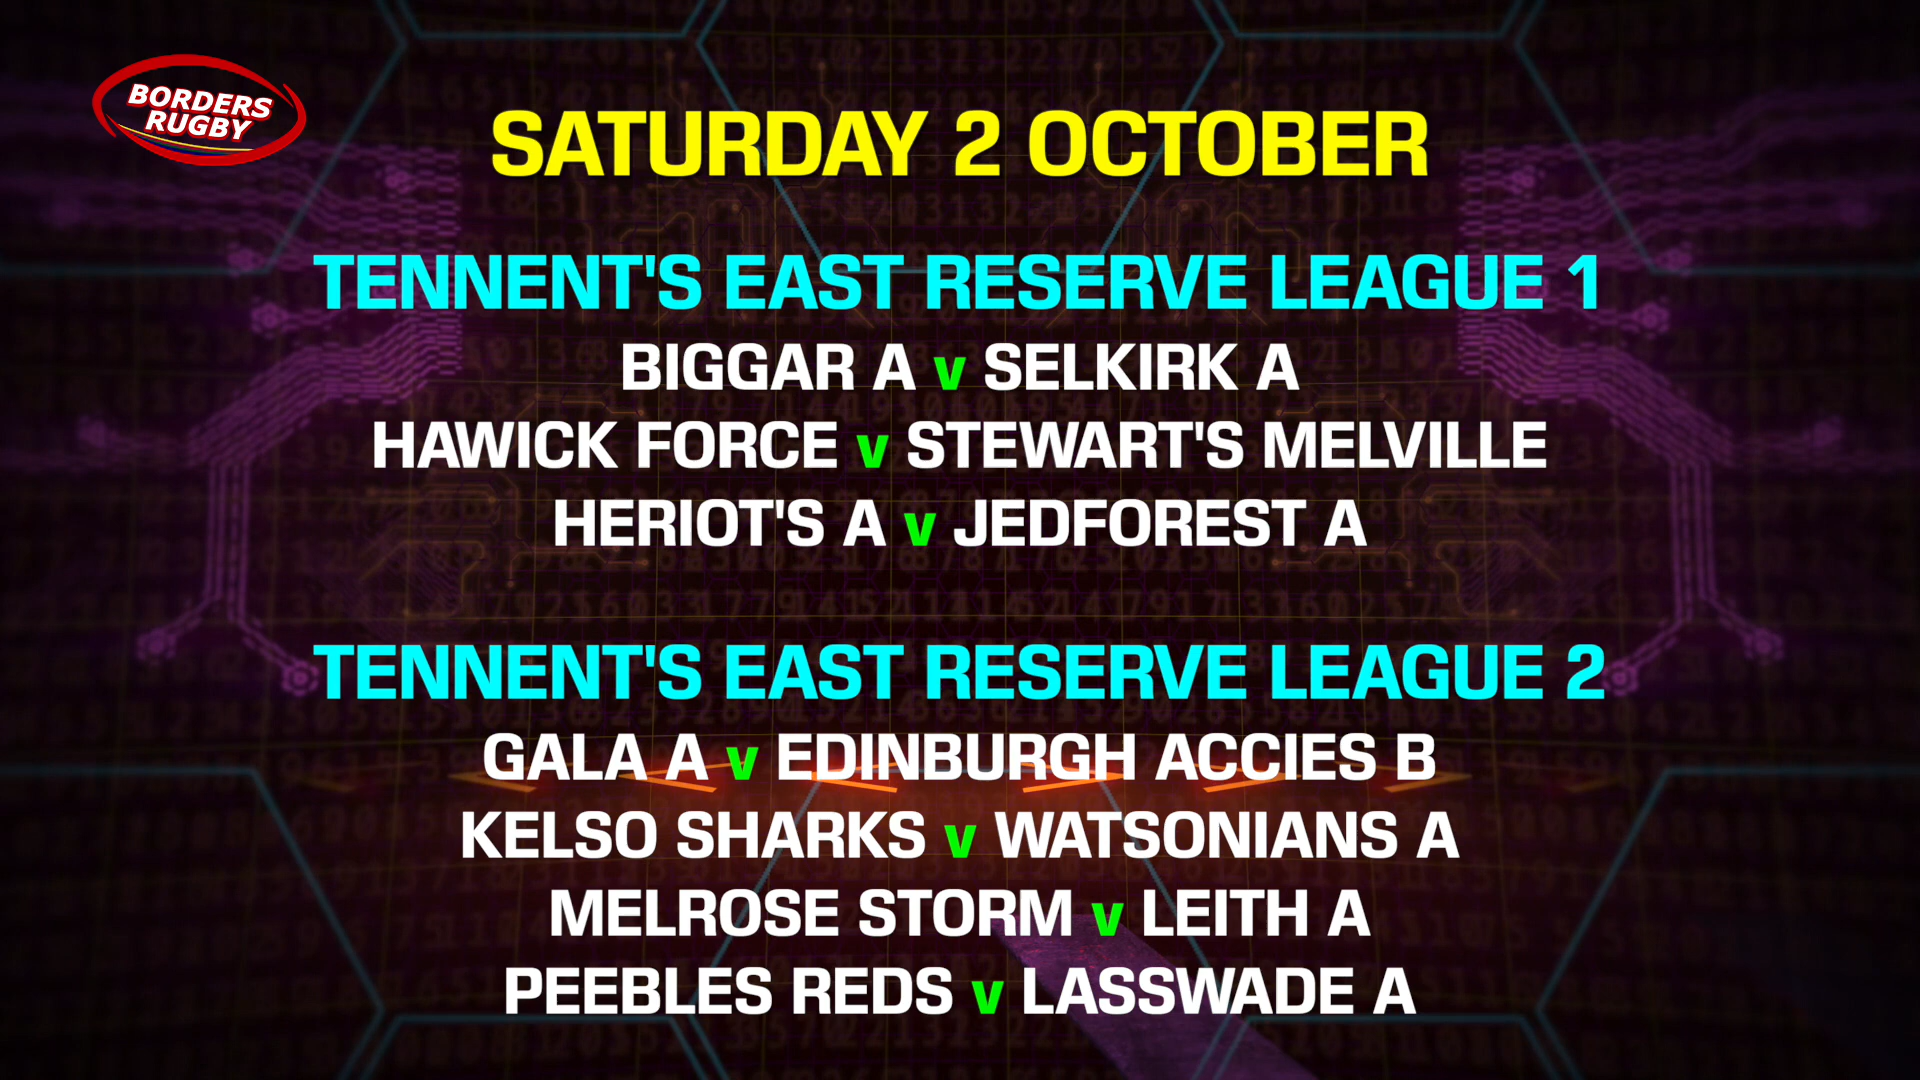 BORDERS
RUGBY
SATURDAY 2 OCTOBER
TENNENT'S EAST RESERVE LEAGUE 1
BIGGAR A v SELKIRK A
HAWICK FORCE v STEWART'S MELVILLE
HERIOT'S A v JEDFOREST A
TENNENT'S EAST RESERVE LEAGUE 2
GALA A v EDINBURGH ACCIES B
KELSO SHARKS v WATSONIANS A
MELROSE STORM v LEITH A
PEEBLES REDS v LASSWADE A